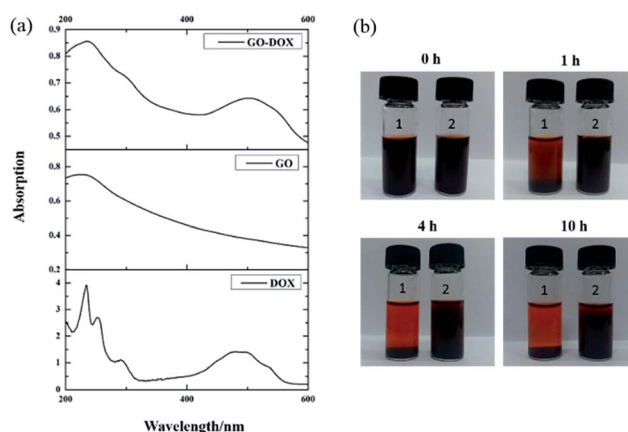 (a)
200 400 600
0.9
0.8
0.7
0.6
0.5
GO-DOX
0.8
0.6
0.4
0.2
GO
Absorption
4
3
2
1
0
DOX
200 400 600
Wavelength/nm
(b)
0 h 1 h
1 2 1 2
4 h 10 h
1 2 1 2